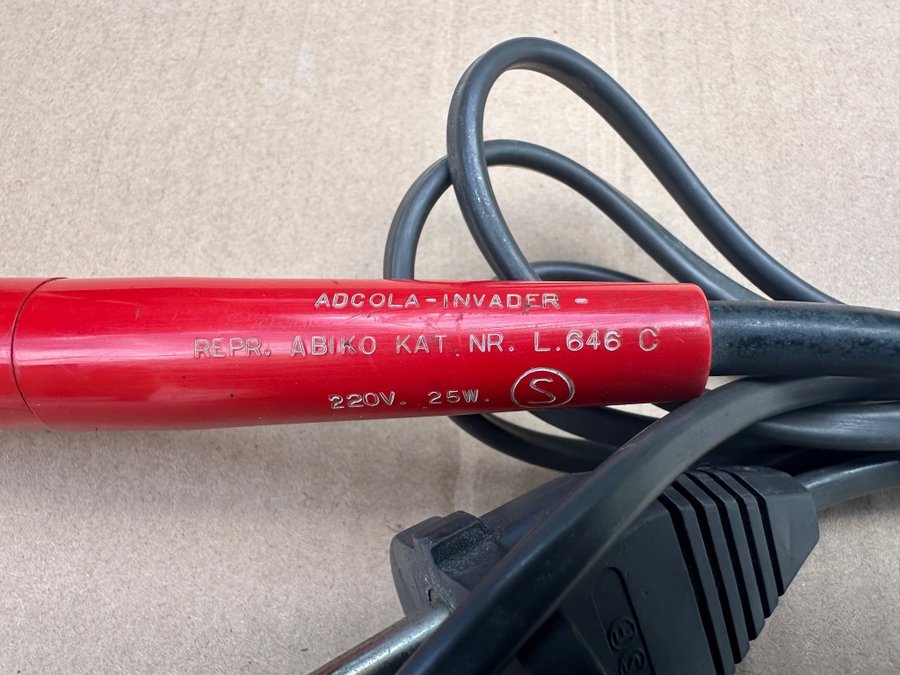 ADCOLA-INVADER-
REPR. ABIKO KAT. NR. L.646 C
220V. 25W. S